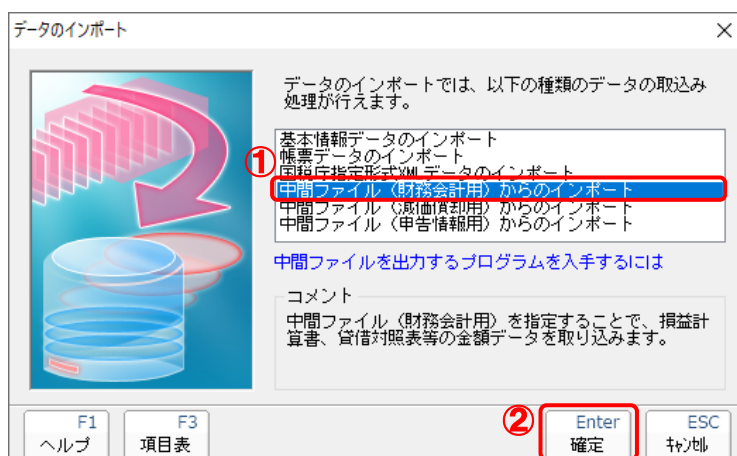 データのインポート
データのインポートでは、以下の種類のデータの取込み
処理が行えます。
基本情報データのインポート
帳票データのインポート
①
国税庁指定形式XMLデータのインポート
中間ファイル（財務会計用）からのインポート
中間ファイル（減価償却用）からのインポート
中間ファイル（申告情報用）からのインポート
中間ファイルを出力するプログラムを入手するには
コメント
中間ファイル（財務会計用）を指定することで、損益計
算書、貸借対照表等の金額データを取り込みます。
②
F1
ヘルプ
F3
項目表
Enter
確定
ESC
ｷｬﾝｾﾙ